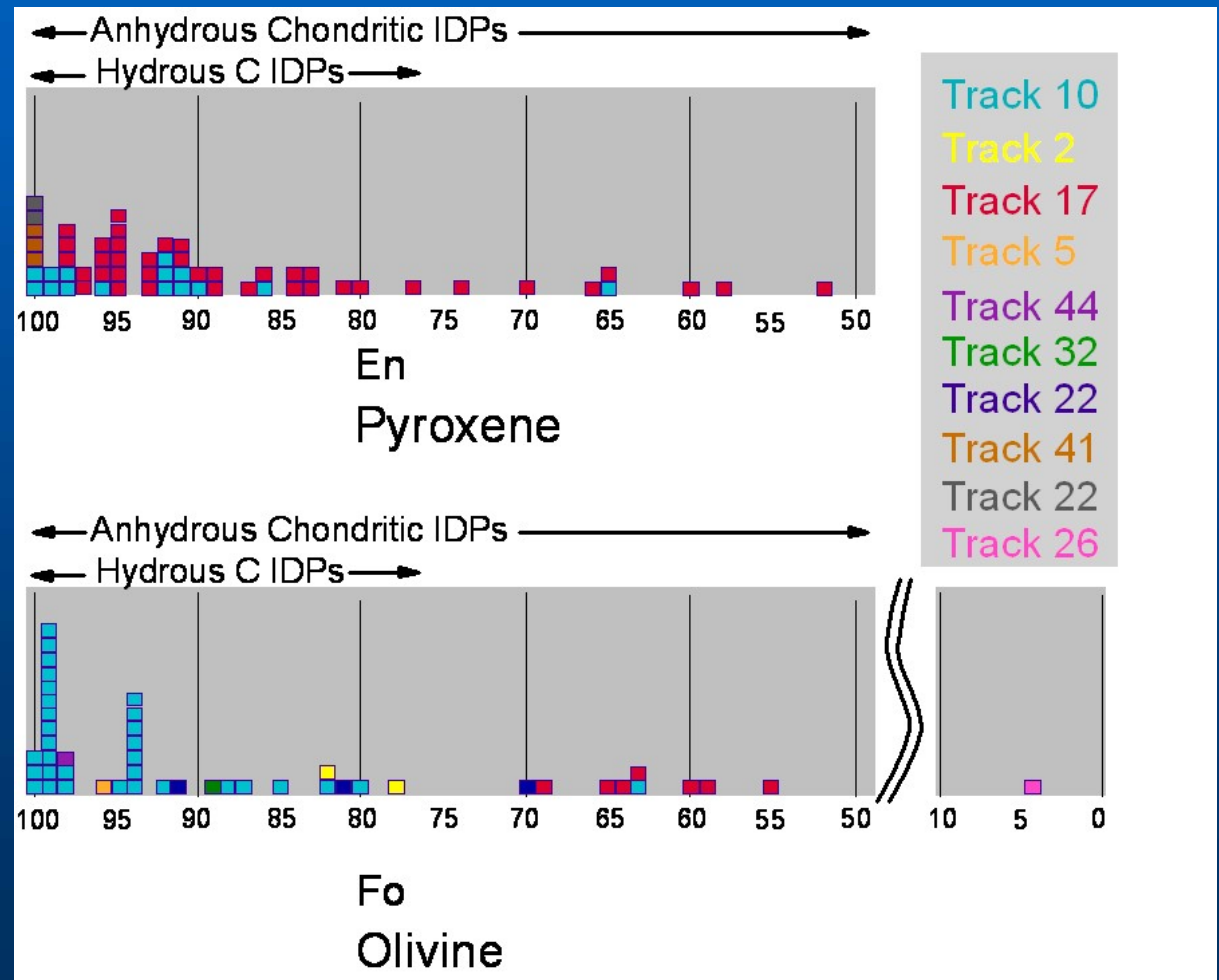 Anhydrous Chondritic IDPs
Hydrous C IDPs
100 95 90 85 80 75 70 65 60 55 50
En
Pyroxene
Track 10
Track 2
Track 17
Track 5
Track 44
Track 32
Track 22
Track 41
Track 22
Track 26
Anhydrous Chondritic IDPs
Hydrous C IDPs
100 95 90 85 80 75 70 65 60 55 50 10 5 0
Fo
Olivine